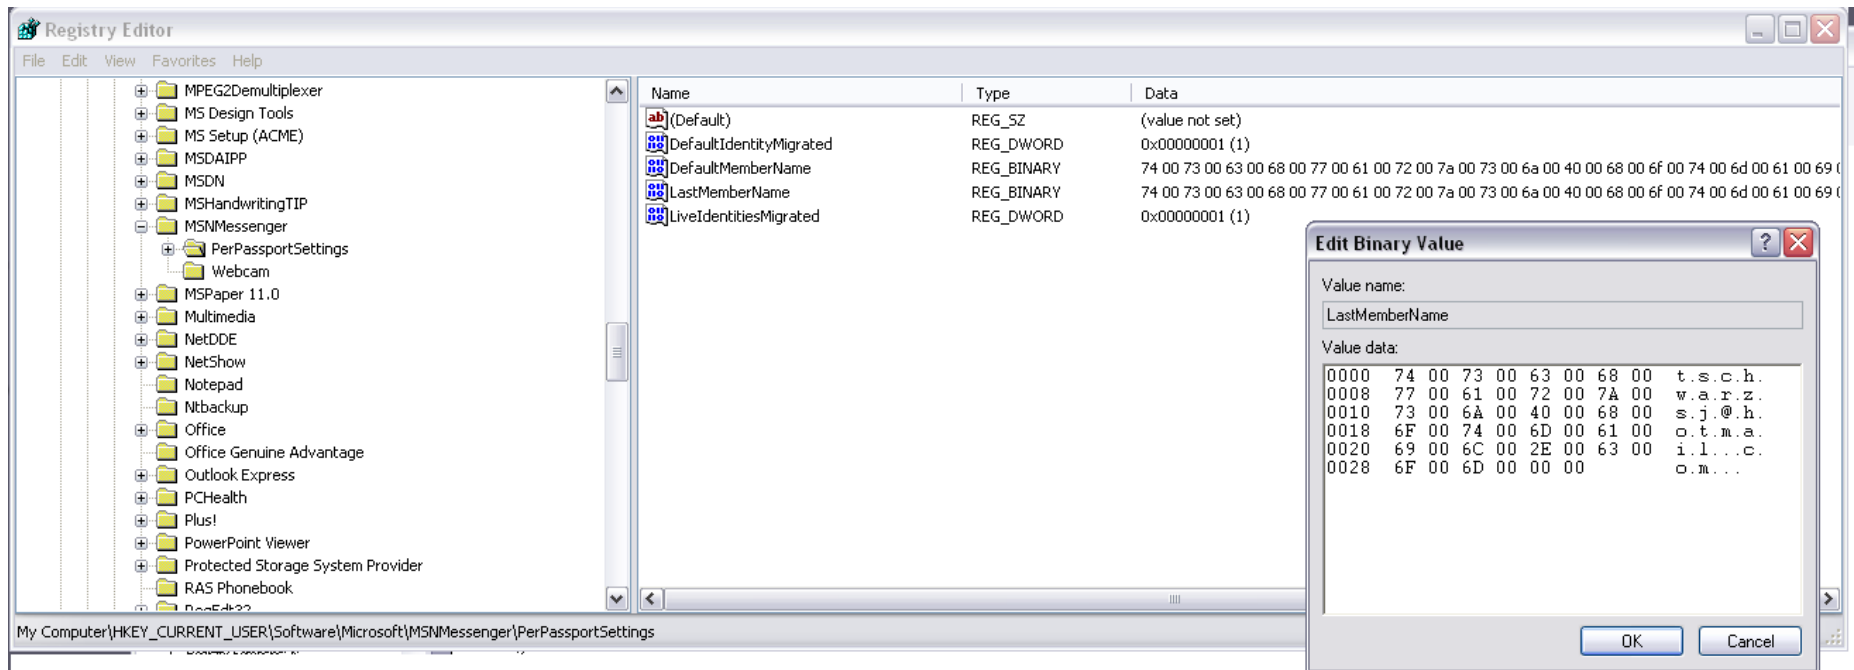 Registry Editor
File Edit View Favorites Help
MPEG2Demultiplexer
MS Design Tools
MS Setup (ACME)
MSDAIPP
MSDN
MSHandwritingTIP
MSNMessenger
PerPassportSettings
Webcam
MSPaper 11.0
Multimedia
NetDDE
NetShow
Notepad
Ntbackup
Office
Office Genuine Advantage
Outlook Express
PCHealth
Plus!
PowerPoint Viewer
Protected Storage System Provider
RAS Phonebook
RegEdt32
Name Type Data
(Default) REG_SZ (value not set)
DefaultIdentityMigrated REG_DWORD 0x00000001 (1)
DefaultMemberName REG_BINARY 74 00 73 00 63 00 68 00 77 00 61 00 72 00 7a 00 73 00 6a 00 40 00 68 00 6f 00 74 00 6d 00 61 00 69
LastMemberName REG_BINARY 74 00 73 00 63 00 68 00 77 00 61 00 72 00 7a 00 73 00 6a 00 40 00 68 00 6f 00 74 00 6d 00 61 00 69
LiveIdentitiesMigrated REG_DWORD 0x00000001 (1)
Edit Binary Value
Value name:
LastMemberName
Value data:
0000 74 00 73 00 63 00 68 00 t.s.c.h.
0008 77 00 61 00 72 00 7A 00 w.a.r.z.
0010 73 00 6A 00 40 00 68 00 s.j.@.h.
0018 6F 00 74 00 6D 00 61 00 o.t.m.a.
0020 69 00 6C 00 2E 00 63 00 i.l...c.
0028 6F 00 6D 00 00 00 o.m...
OK Cancel
My Computer\HKEY_CURRENT_USER\Software\Microsoft\MSNMessenger\PerPassportSettings